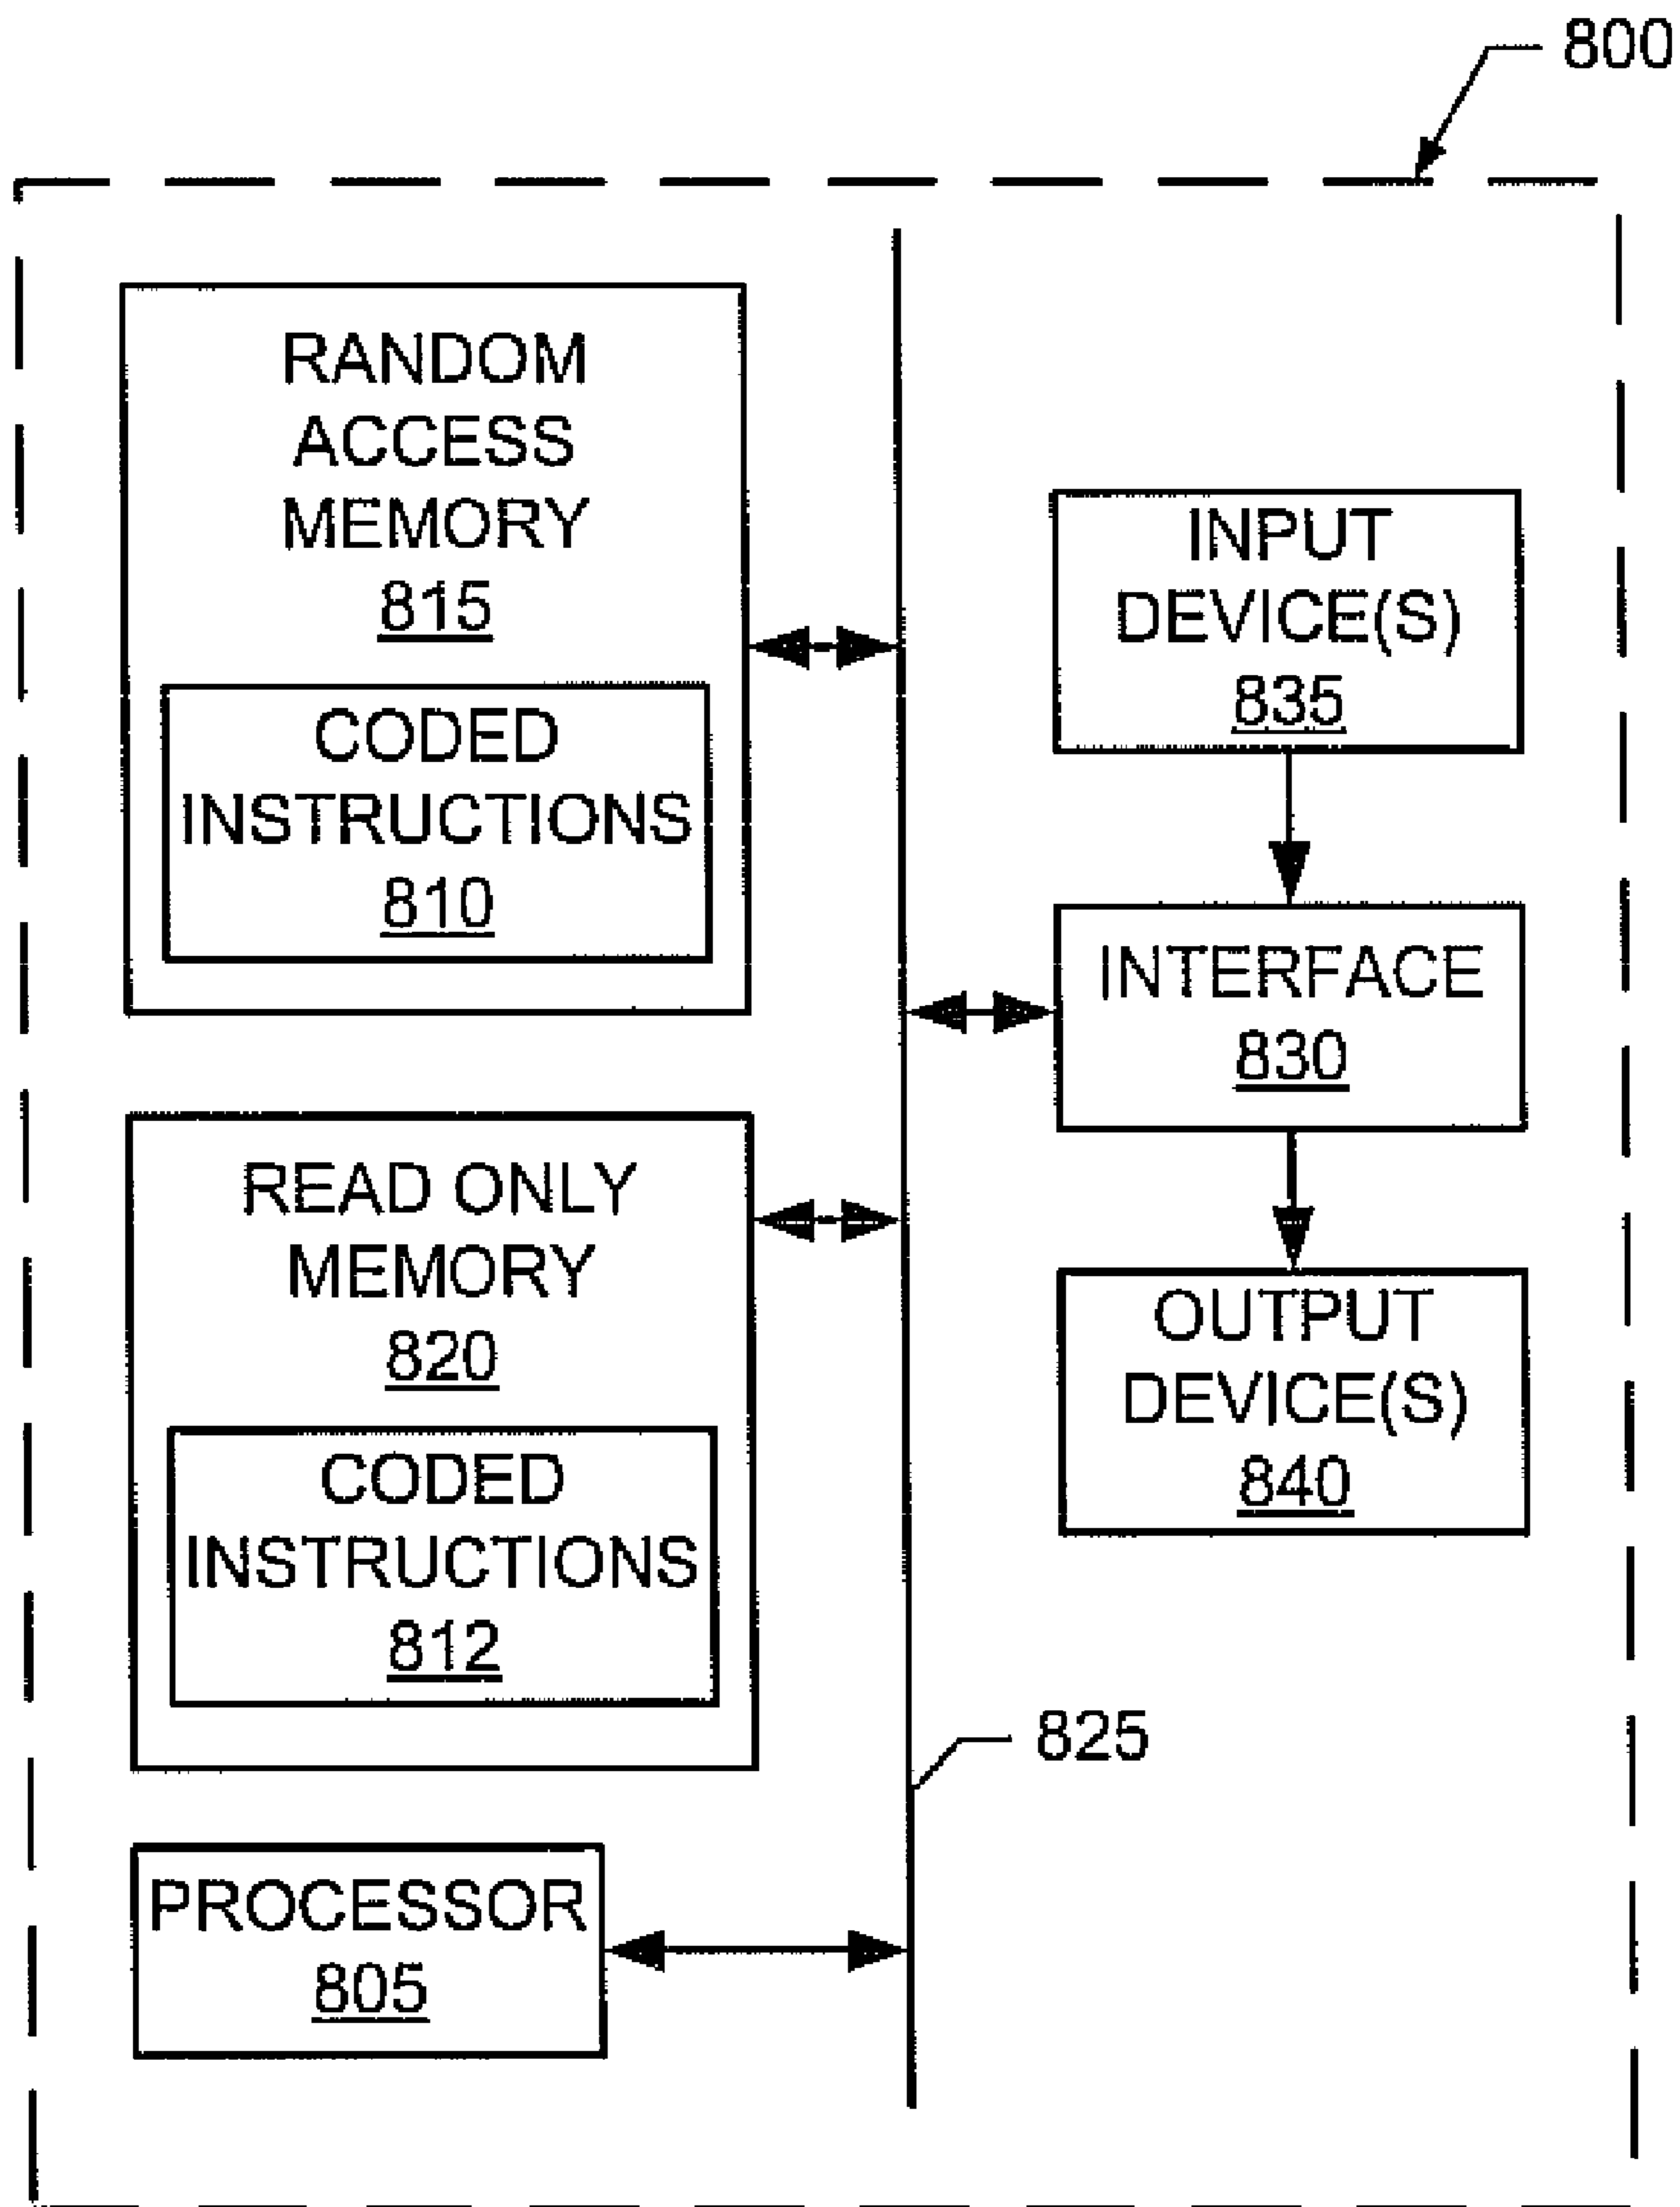 800
RANDOM
ACCESS
MEMORY
815
CODED
INSTRUCTIONS
810
READ ONLY
MEMORY
820
CODED
INSTRUCTIONS
812
PROCESSOR
805
INPUT
DEVICE(S)
835
INTERFACE
830
OUTPUT
DEVICE(S)
840
825